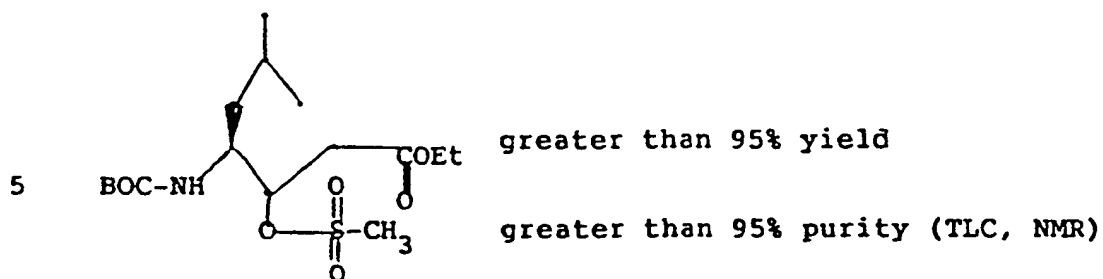 greater than 95% yield
COEt
O
5
BOC-NH
O
O
S
CH3
O
greater than 95% purity (TLC, NMR)